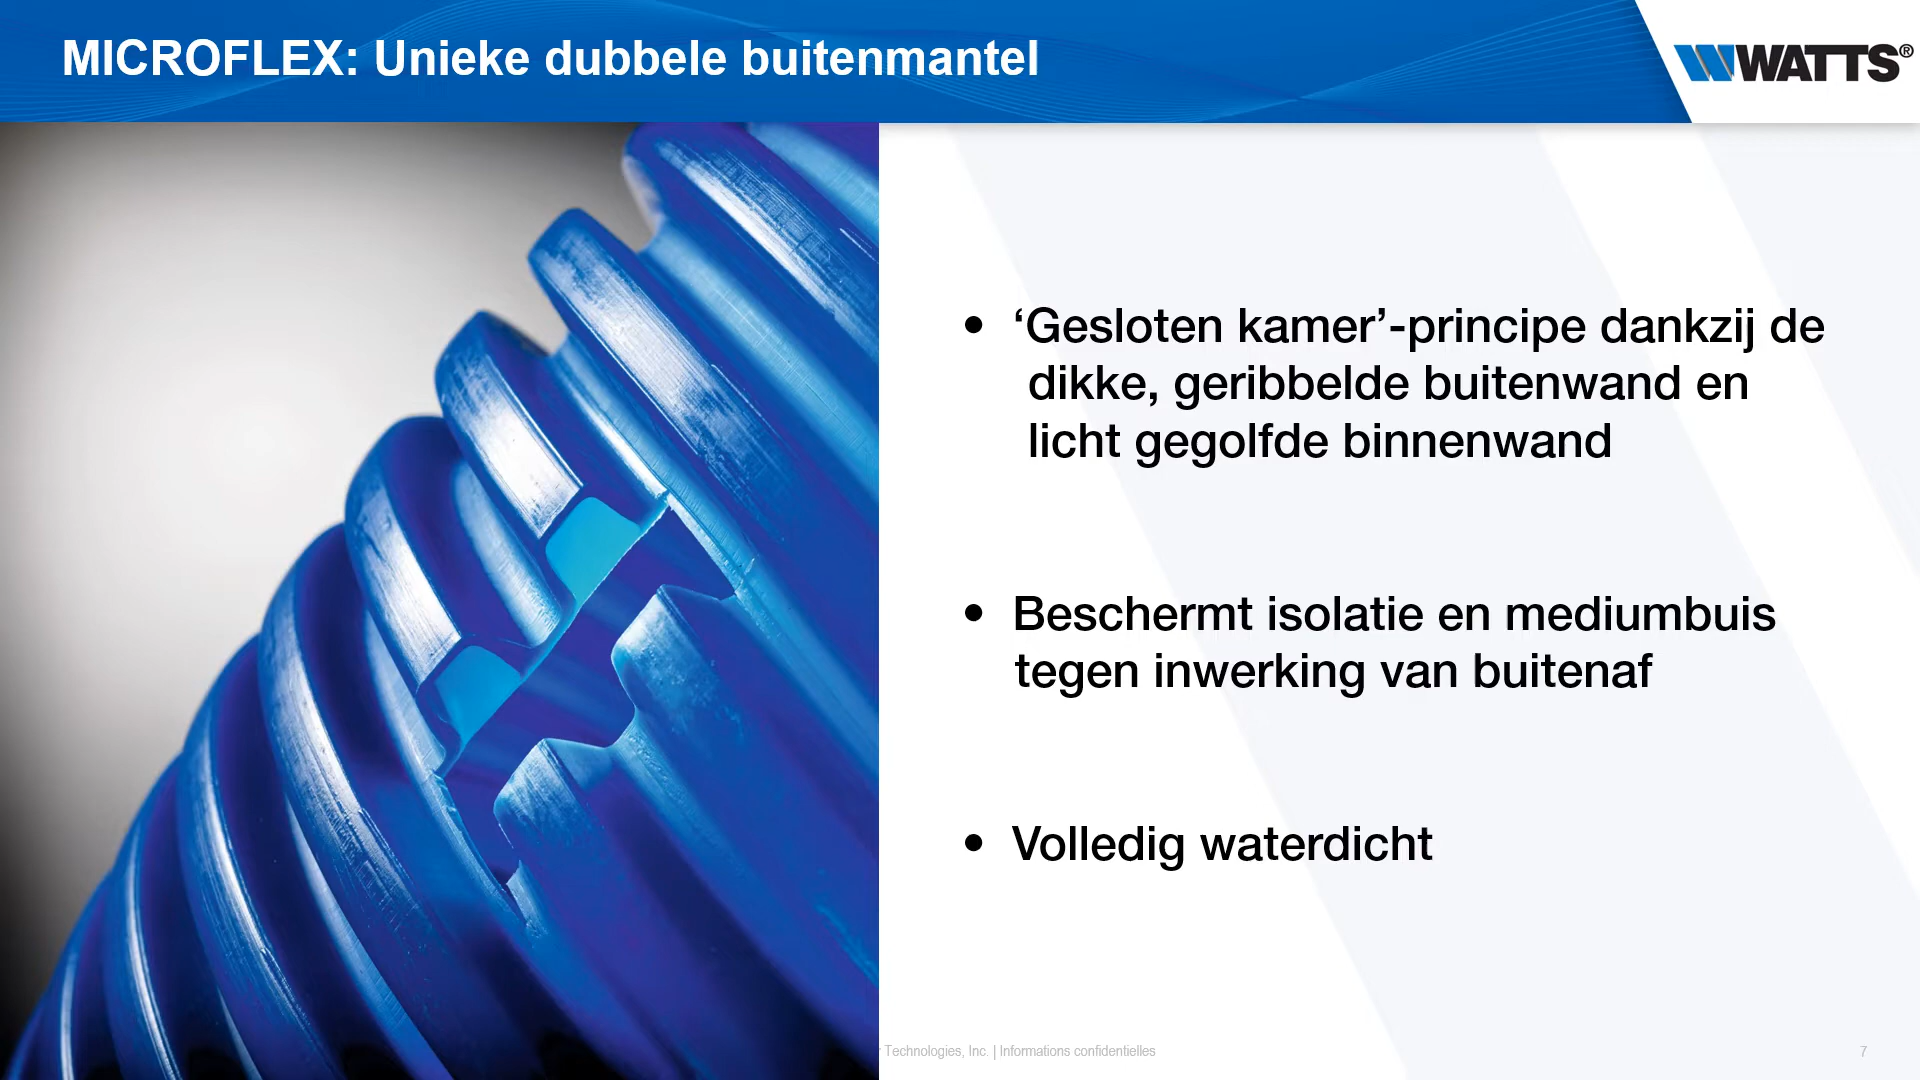 MICROFLEX: Unieke dubbele buitenmantel
WATTS®
• ‘Gesloten kamer’-principe dankzij de
dikke, geribbelde buitenwand en
licht gegolfde binnenwand
• Beschermt isolatie en mediumbuis
tegen inwerking van buitenaf
• Volledig waterdicht
Technologies, Inc. | Informations confidentielles
7